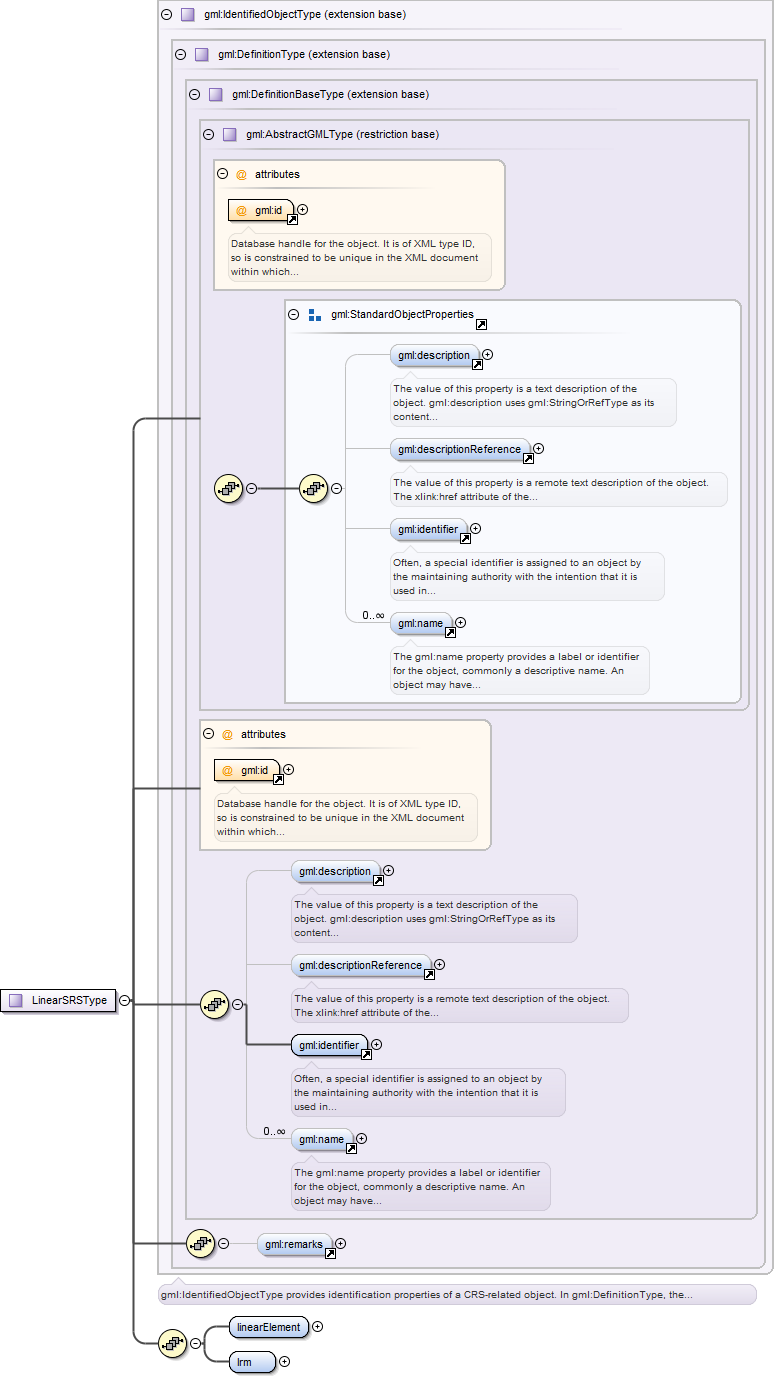 gml:IdentifiedObjectType (extension base)
gml:DefinitionType (extension base)
gml:DefinitionBaseType (extension base)
gml:AbstractGMLType (restriction base)
@ attributes
@ gml:id
Database handle for the object. It is of XML type ID,
so is constrained to be unique in the XML document
within which...
gml:StandardObjectProperties
gml:description
The value of this property is a text description of the
object. gml:description uses gml:StringOrRefType as its
content...
gml:descriptionReference
The value of this property is a remote text description of the object.
The xlink:href attribute of the...
gml:identifier
Often, a special identifier is assigned to an object by
the maintaining authority with the intention that it is
used in...
0..∞
gml:name
The gml:name property provides a label or identifier
for the object, commonly a descriptive name. An
object may have...
@ attributes
@ gml:id
Database handle for the object. It is of XML type ID,
so is constrained to be unique in the XML document
within which...
gml:description
The value of this property is a text description of the
object. gml:description uses gml:StringOrRefType as its
content...
gml:descriptionReference
The value of this property is a remote text description of the object.
The xlink:href attribute of the...
LinearSRSType
gml:identifier
Often, a special identifier is assigned to an object by
the maintaining authority with the intention that it is
used in...
0..∞
gml:name
The gml:name property provides a label or identifier
for the object, commonly a descriptive name. An
object may have...
gml:remarks
gml:IdentifiedObjectType provides identification properties of a CRS-related object. In gml:DefinitionType, the...
linearElement
lrm